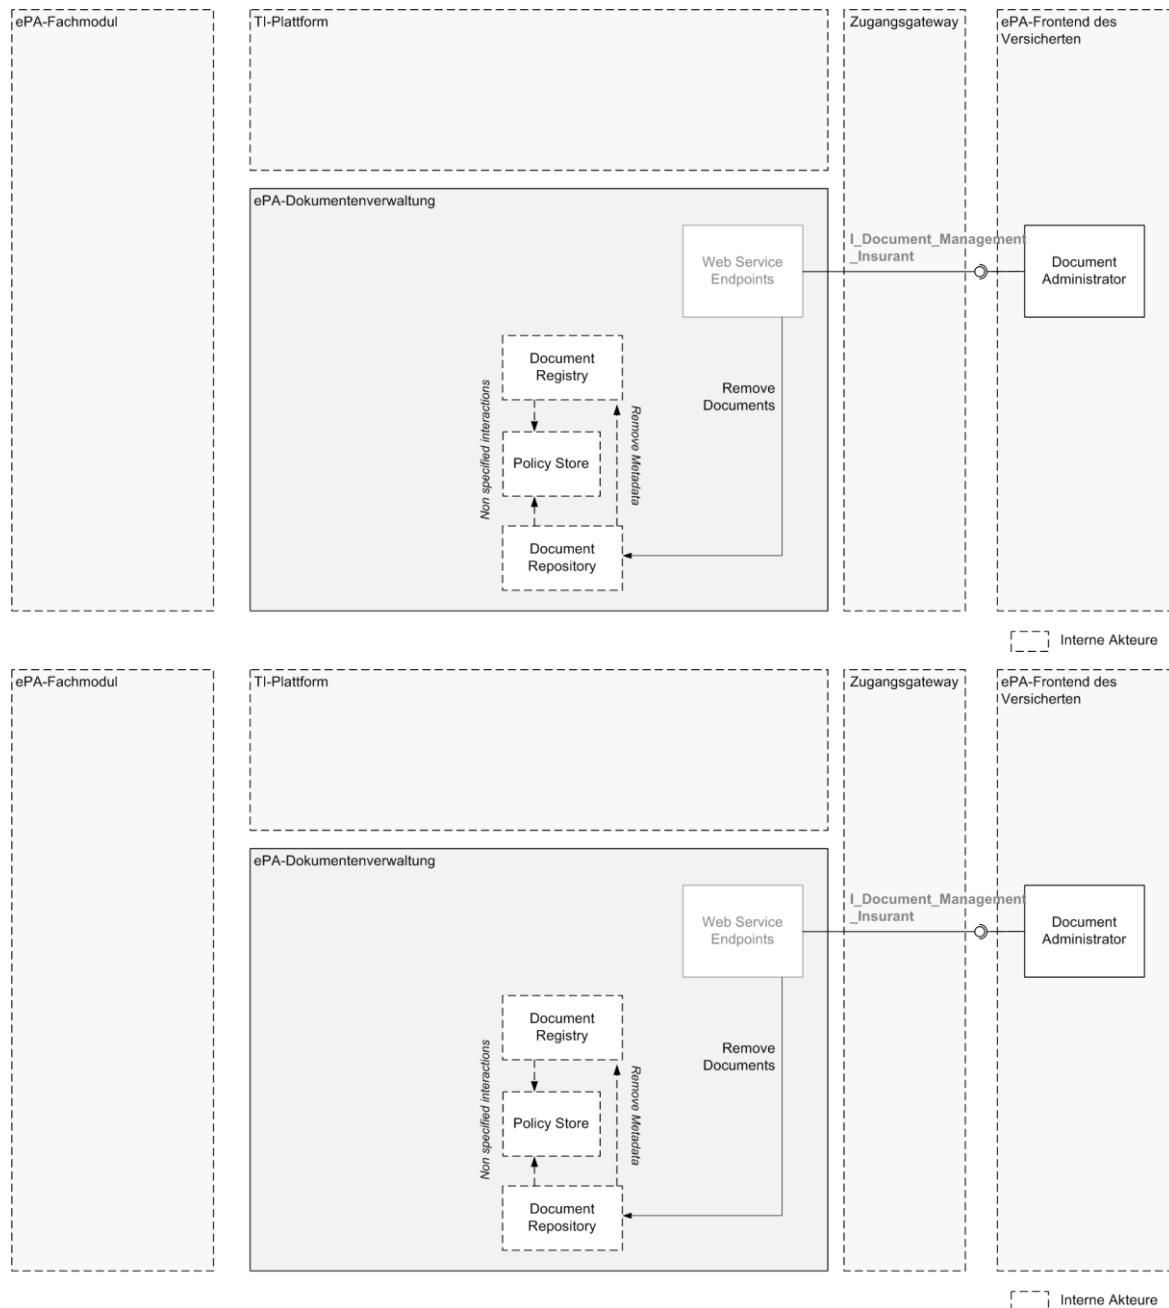 ePA-Fachmodul
TI-Plattform
Zugangsgateway
ePA-Frontend des
Versicherten
ePA-Dokumentenverwaltung
Web Service
Endpoints
I_Document_Management
_Insurant
Document
Administrator
Document
Registry
Non specified interactions
Policy Store
Remove Metadata
Remove
Documents
Document
Repository
Interne Akteure
ePA-Fachmodul
TI-Plattform
Zugangsgateway
ePA-Frontend des
Versicherten
ePA-Dokumentenverwaltung
Web Service
Endpoints
I_Document_Management
_Insurant
Document
Administrator
Document
Registry
Non specified interactions
Policy Store
Remove Metadata
Remove
Documents
Document
Repository
Interne Akteure